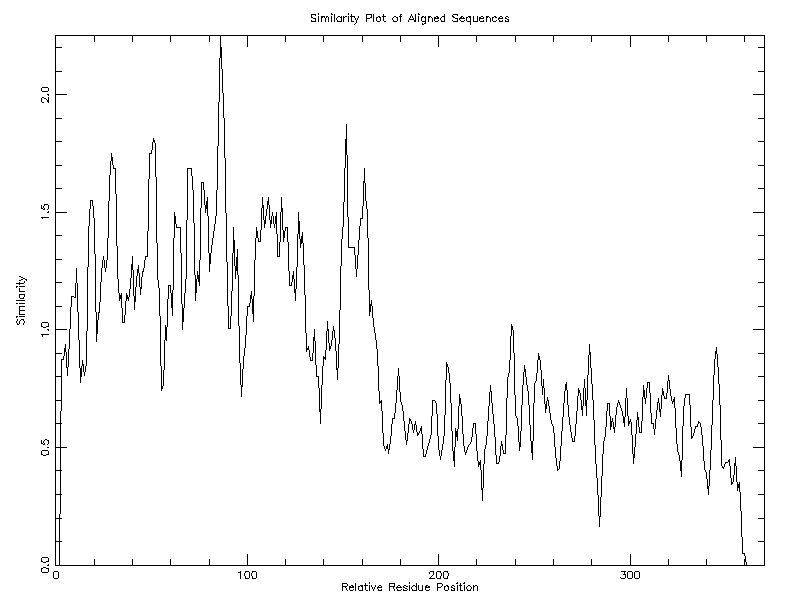 Similarity Plot of Aligned Sequences
2.0
1.5
Similarity
1.0
0.5
0.0
0 100 200 300
Relative Residue Position